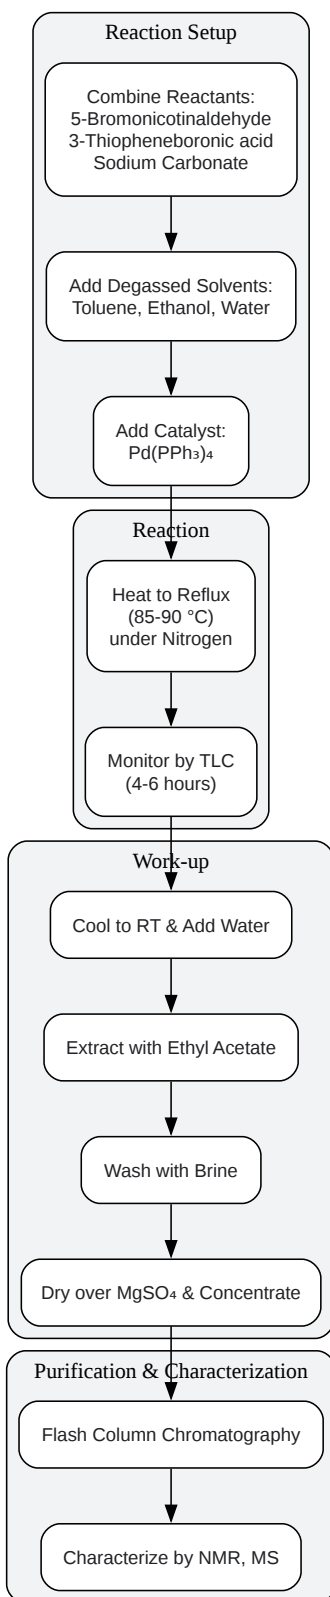 Reaction Setup
Combine Reactants:
5-Bromonicotinaldehyde
3-Thiopheneboronic acid
Sodium Carbonate
Add Degassed Solvents:
Toluene, Ethanol, Water
Add Catalyst:
Pd(PPh₃)₄
Reaction
Heat to Reflux
(85-90 °C)
under Nitrogen
Monitor by TLC
(4-6 hours)
Work-up
Cool to RT & Add Water
Extract with Ethyl Acetate
Wash with Brine
Dry over MgSO₄ & Concentrate
Purification & Characterization
Flash Column Chromatography
Characterize by NMR, MS